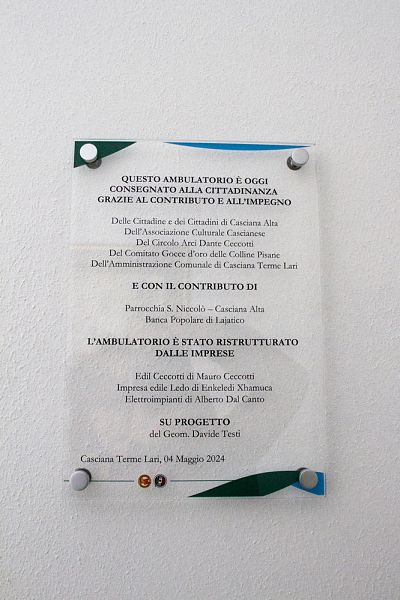 QUESTO AMBULATORIO È OGGI
CONSEGNATO ALLA CITTADINANZA
GRAZIE AL CONTRIBUTO E ALL'IMPEGNO
Delle Cittadine e dei Cittadini di Casciana Alta
Dell'Associazione Culturale Cascianese
Del Circolo Arci Dante Ceccotti
Del Comitato Gocce d'oro delle Colline Pisane
Dell'Amministrazione Comunale di Casciana Terme Lari
E CON IL CONTRIBUTO DI
Parrocchia S. Niccolò – Casciana Alta
Banca Popolare di Lajatico
L'AMBULATORIO È STATO RISTRUTTURATO
DALLE IMPRESE
Edil Ceccotti di Mauro Ceccotti
Impresa edile Ledo di Enkeledi Xhamuca
Elettroimpianti di Alberto Dal Canto
SU PROGETTO
del Geom. Davide Testi
Casciana Terme Lari, 04 Maggio 2024